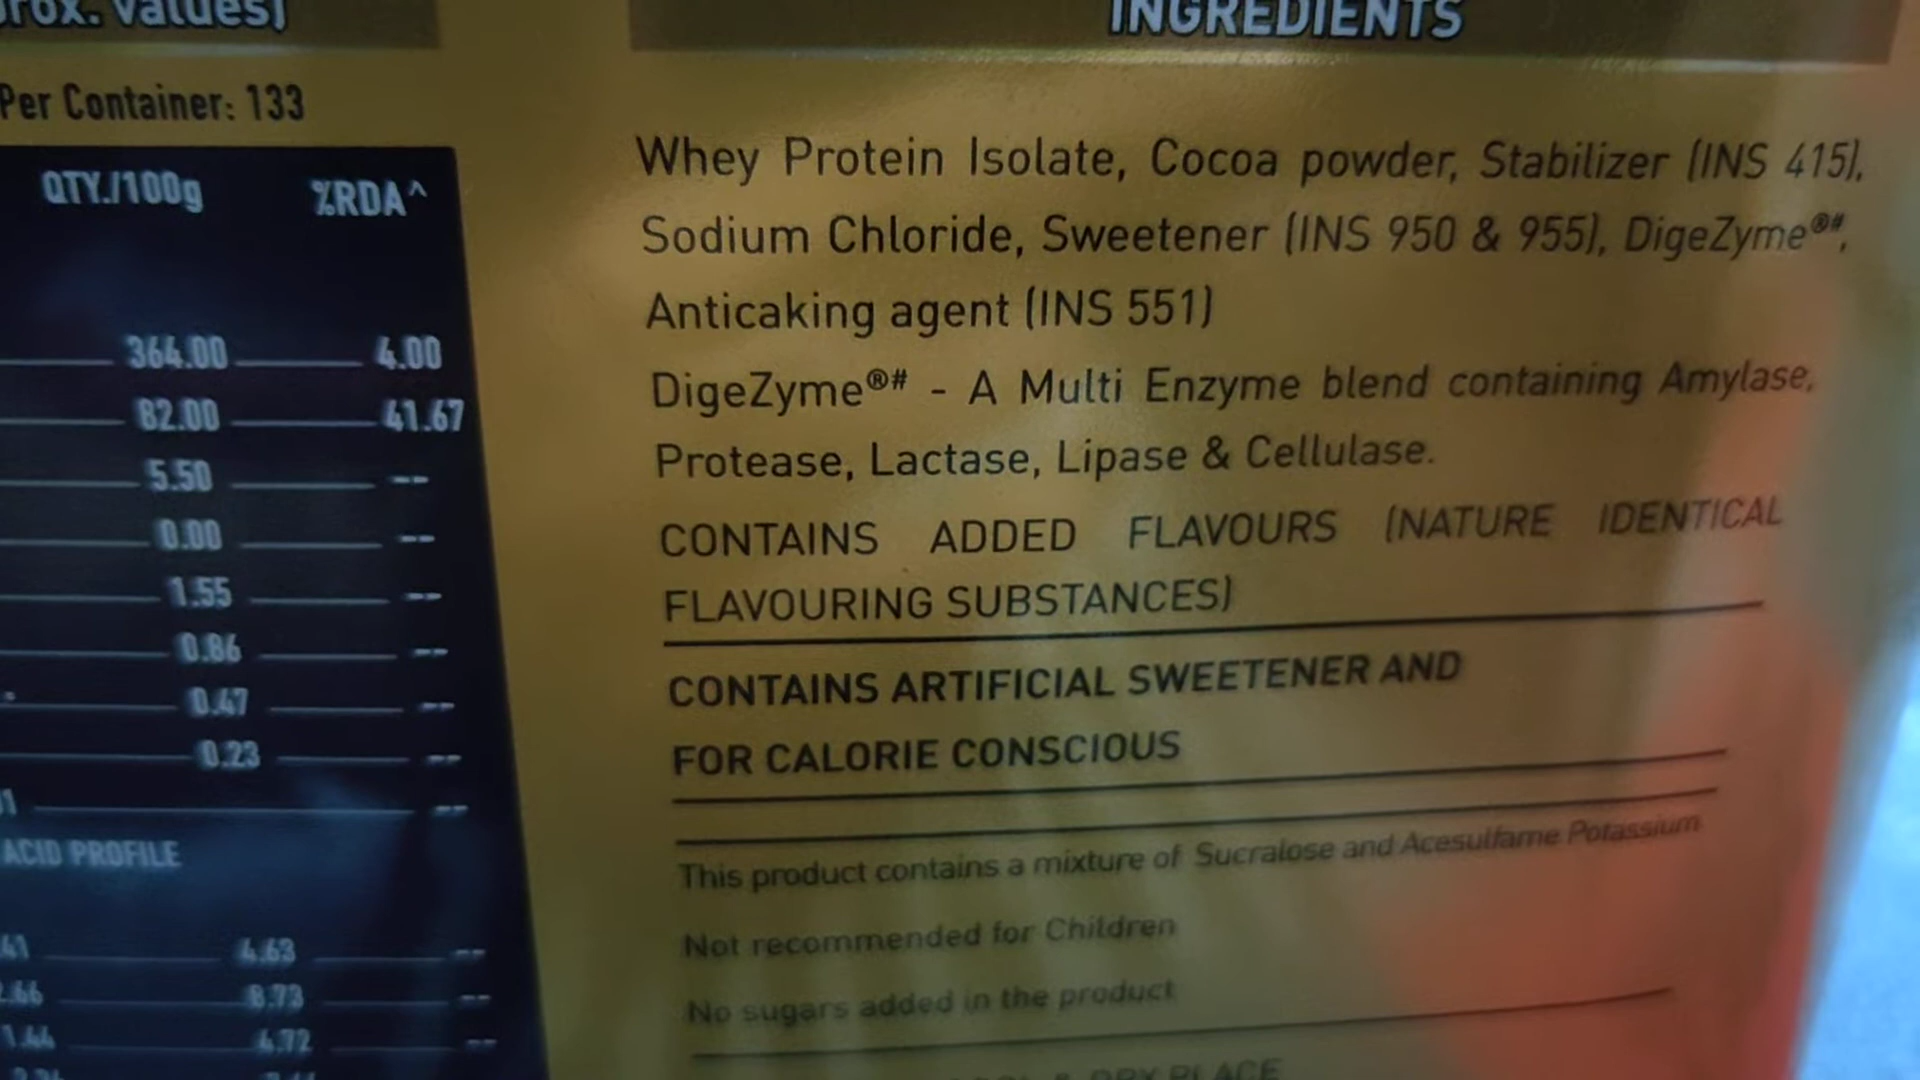 values)
Per Container: 133
QTY./100g %RDA^
364.00 4.00
82.00 41.67
5.50 --
0.00 --
1.55 --
0.86 --
0.47 --
0.23 --
--
ACID PROFILE
4.63 --
8.73 --
1.44 4.72 --
INGREDIENTS
Whey Protein Isolate, Cocoa powder, Stabilizer (INS 415),
Sodium Chloride, Sweetener (INS 950 & 955), DigeZyme®#,
Anticaking agent (INS 551)
DigeZyme®# - A Multi Enzyme blend containing Amylase,
Protease, Lactase, Lipase & Cellulase.
CONTAINS ADDED FLAVOURS (NATURE IDENTICAL
FLAVOURING SUBSTANCES)
CONTAINS ARTIFICIAL SWEETENER AND
FOR CALORIE CONSCIOUS
This product contains a mixture of Sucralose and Acesulfame Potassium
Not recommended for Children
No sugars added in the product
& DRY PLACE